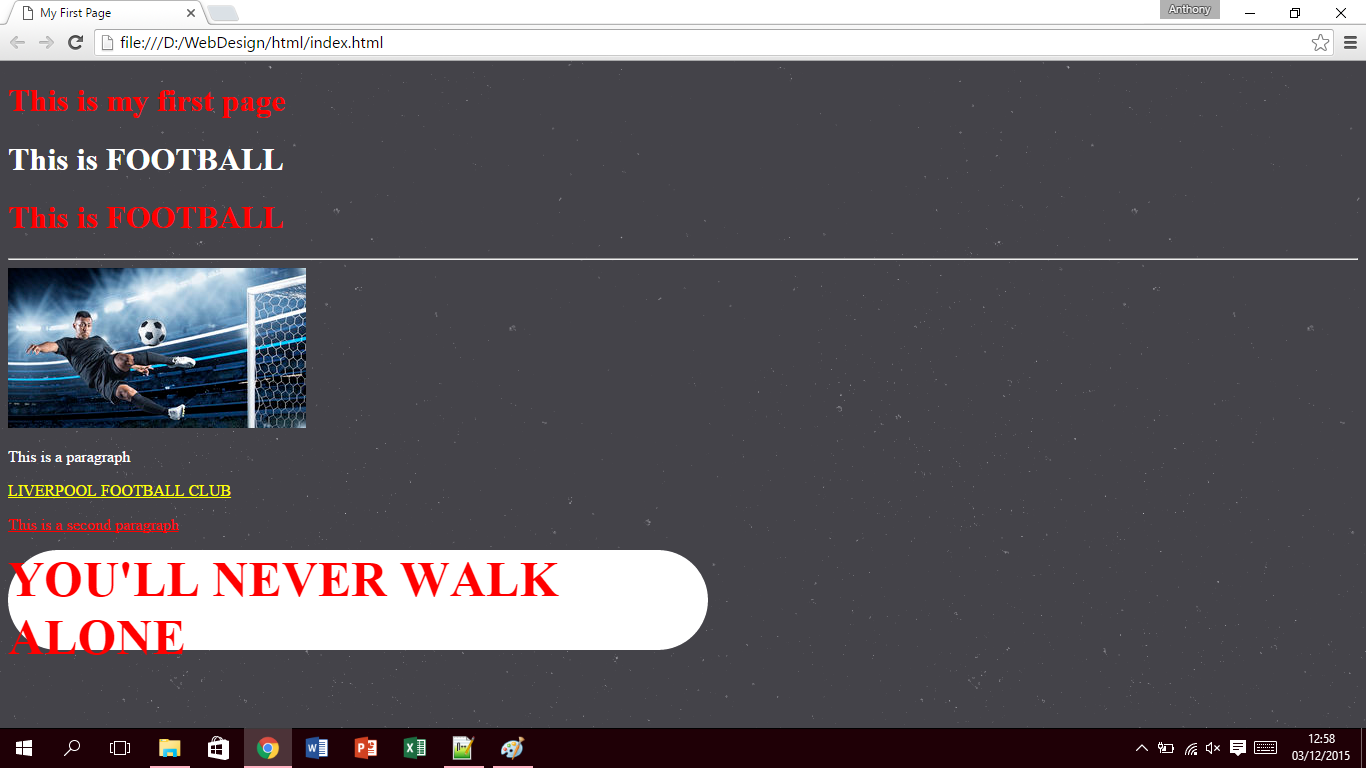 My First Page
Anthony
file:///D:/WebDesign/html/index.html
This is my first page
This is FOOTBALL
This is FOOTBALL
This is a paragraph
LIVERPOOL FOOTBALL CLUB
This is a second paragraph
YOU'LL NEVER WALK
ALONE
12:58
03/12/2015